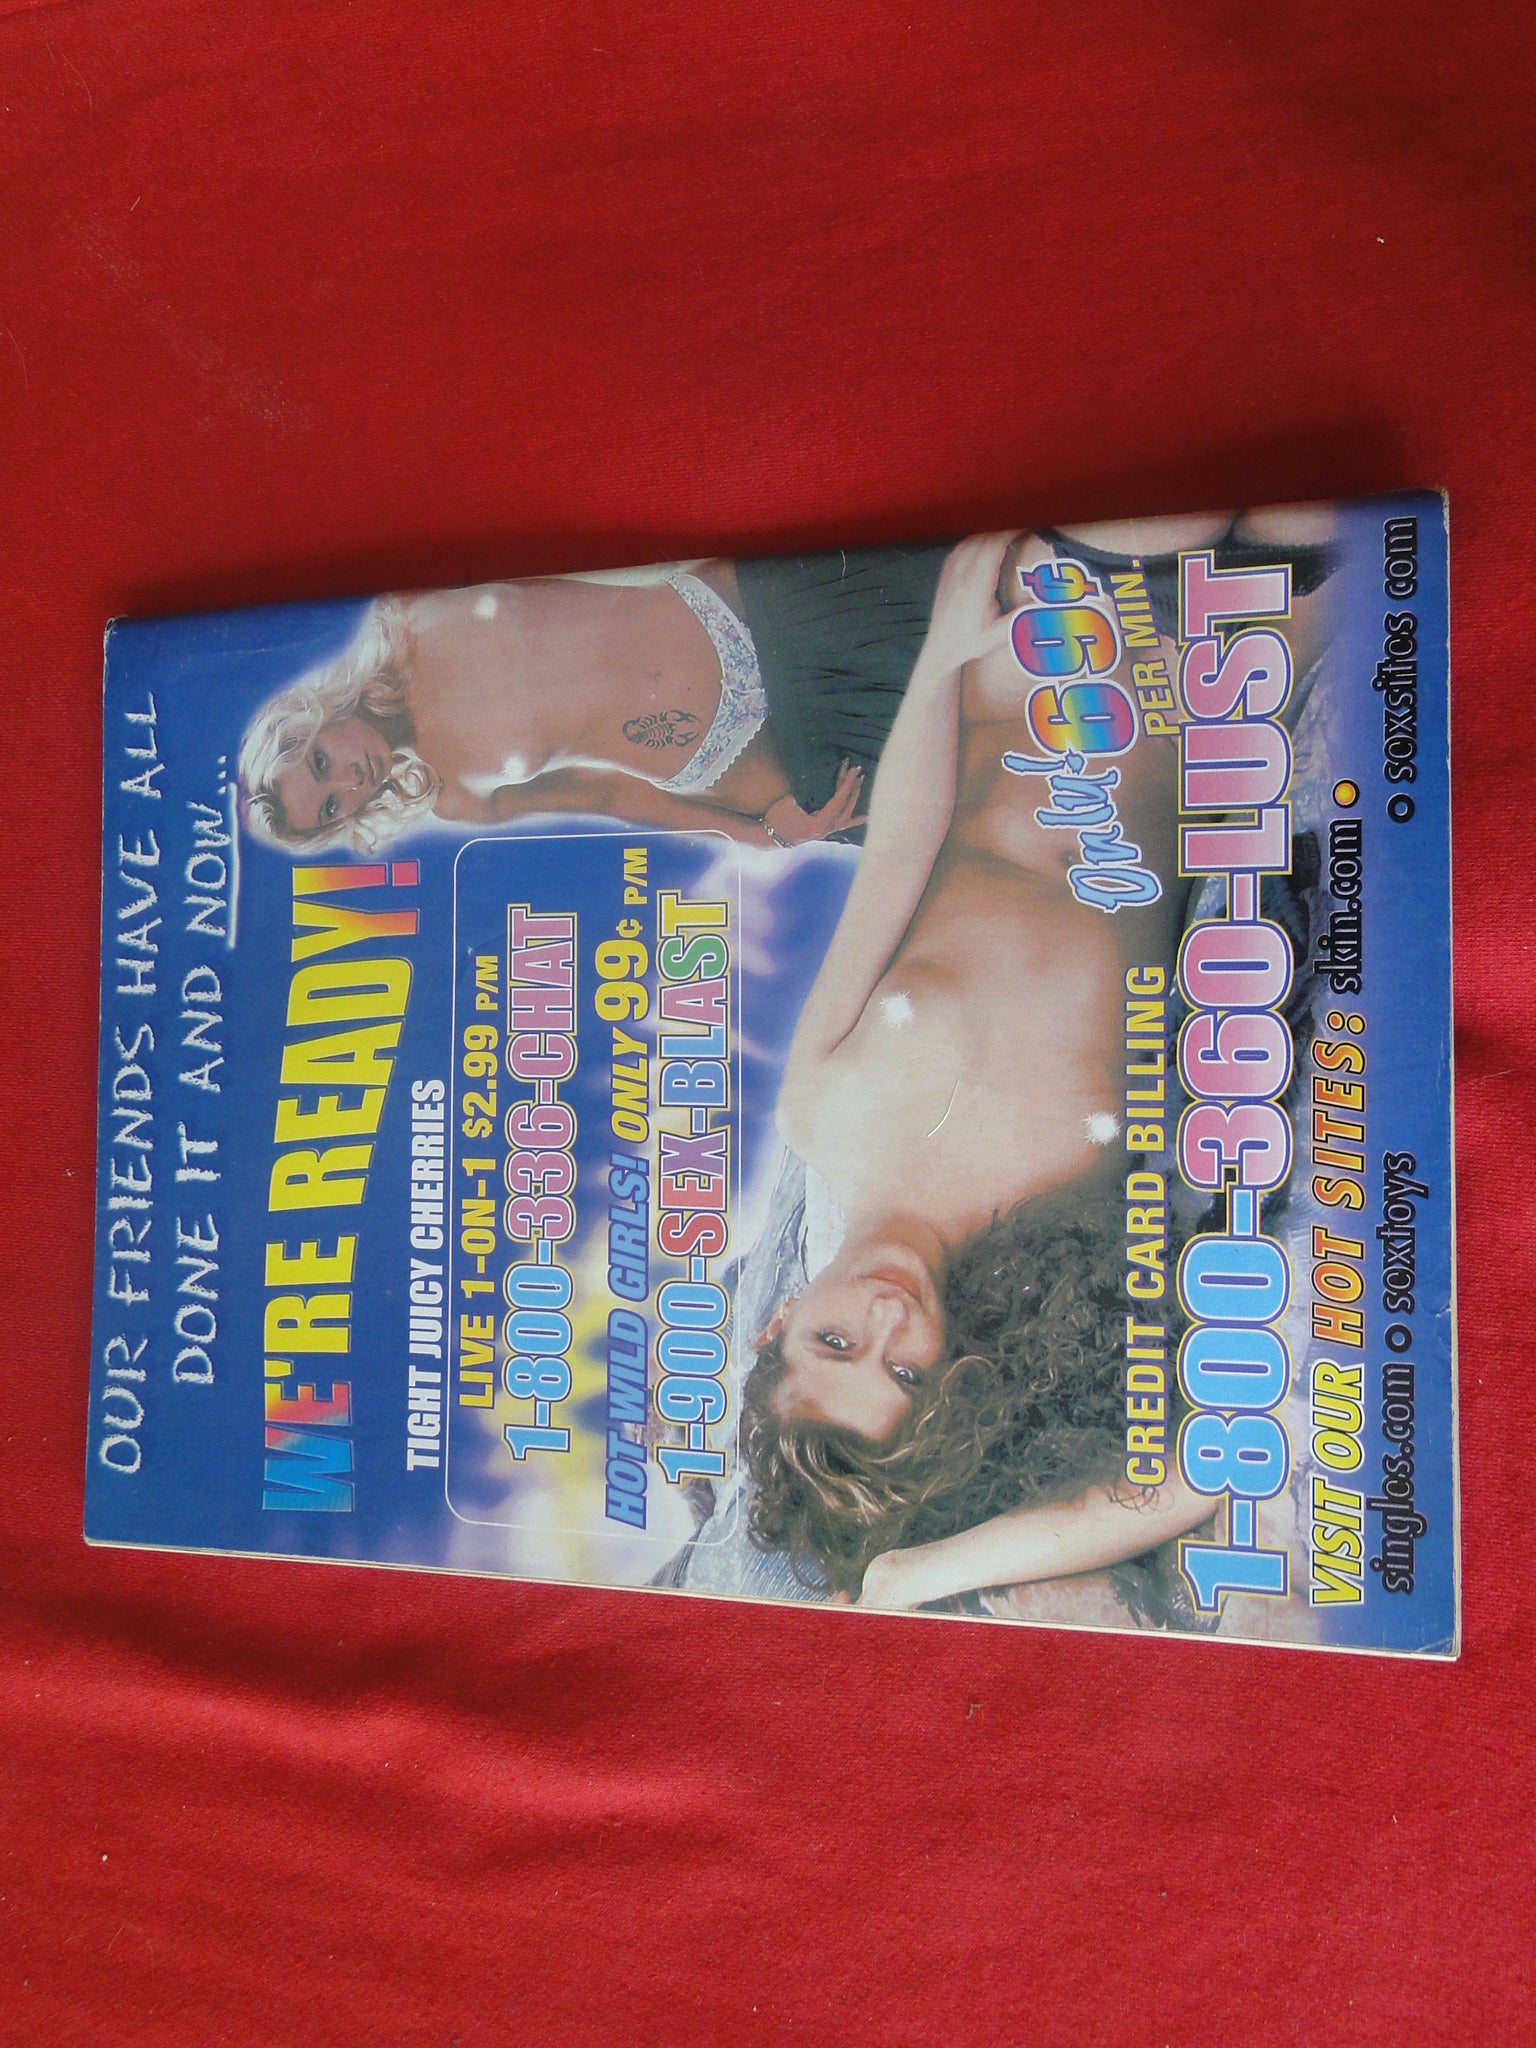 OUR FRIENDS HAVE ALL
DONE IT AND NOW...
WE'RE READY!
TIGHT JUICY CHERRIES
LIVE 1-ON-1 $2.99 P/M
1-800-336-CHAT
HOT WILD GIRLS! ONLY 99¢ P/M
1-900-SEX-BLAST
Only! 69¢
PER MIN.
CREDIT CARD BILLING
1-800-360-LUST
VISIT OUR HOT SITES: skin.com
singles.com • sextoys • sexsites com